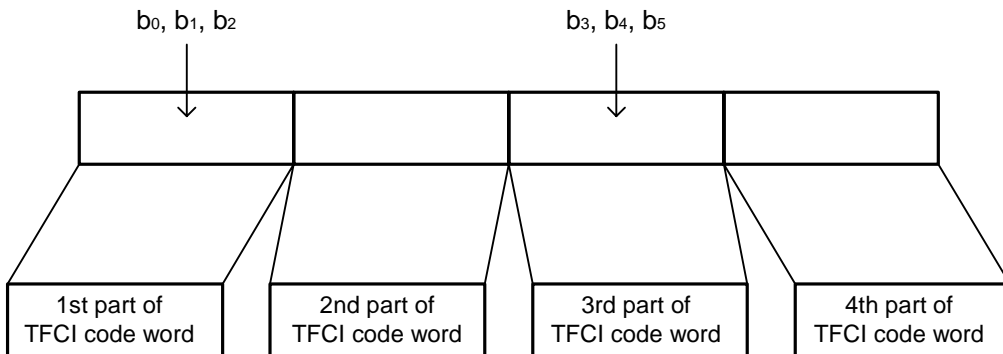 b0, b1, b2
b3, b4, b5
1st part of
TFCI code word
2nd part of
TFCI code word
3rd part of
TFCI code word
4th part of
TFCI code word